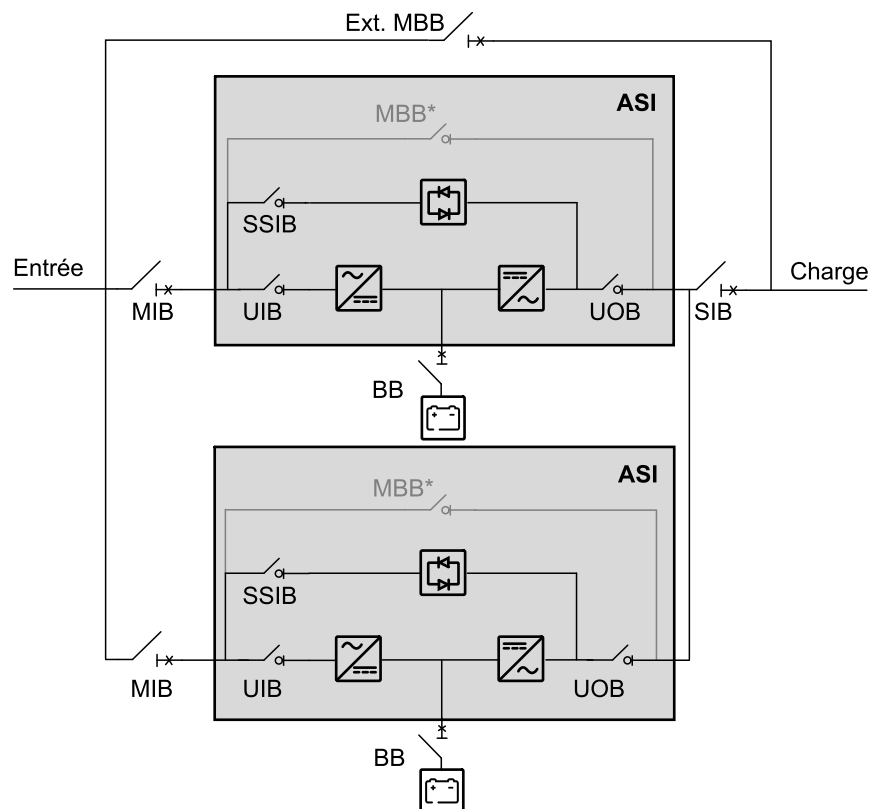 Ext. MBB
ASI
MBB*
SSIB
Entrée
Charge
MIB
UIB
UOB
SIB
BB
ASI
MBB*
SSIB
MIB
UIB
UOB
BB